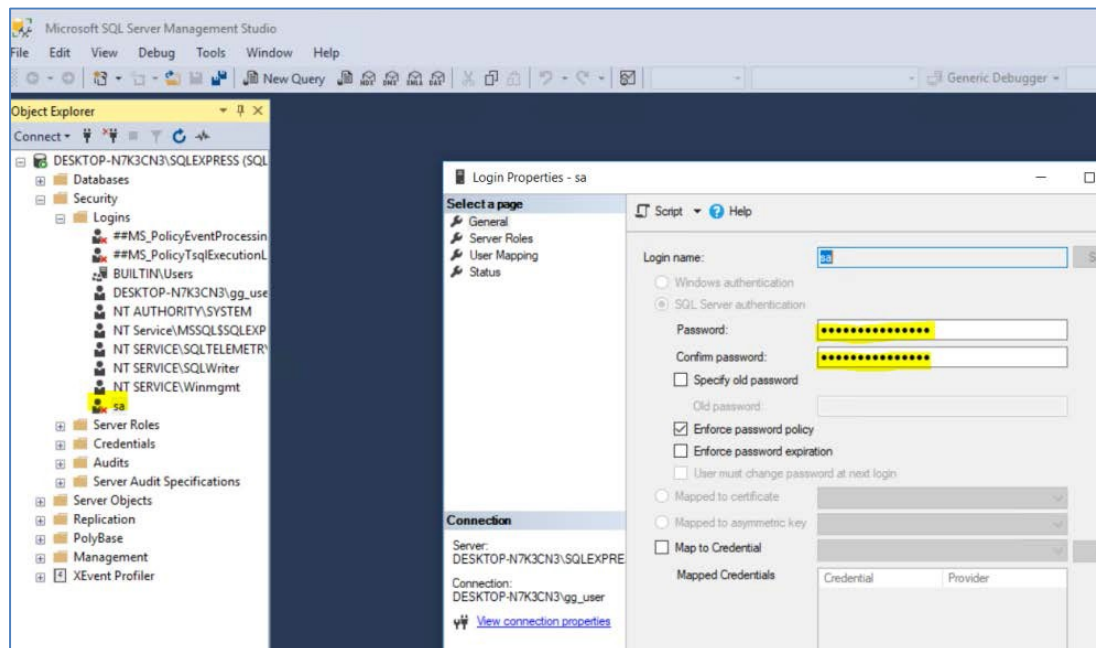 Microsoft SQL Server Management Studio
File Edit View Debug Tools Window Help
New Query MDX DMX XMLA DAX Generic Debugger
Object Explorer
Connect
DESKTOP-N7K3CN3\SQLEXPRESS (SQL
Databases
Security
Logins
##MS_PolicyEventProcessin
##MS_PolicyTsqlExecutionL
BUILTIN\Users
DESKTOP-N7K3CN3\gg_use
NT AUTHORITY\SYSTEM
NT Service\MSSQL$SQLEXP
NT SERVICE\SQLTELEMETRY
NT SERVICE\SQLWriter
NT SERVICE\Winmgmt
sa
Server Roles
Credentials
Audits
Server Audit Specifications
Server Objects
Replication
PolyBase
Management
XEvent Profiler
Login Properties - sa
Select a page
General
Server Roles
User Mapping
Status
Connection
Server:
DESKTOP-N7K3CN3\SQLEXPRE
Connection:
DESKTOP-N7K3CN3\gg_user
View connection properties
Script Help
Login name: sa S
Windows authentication
SQL Server authentication
Password: ●●●●●●●●●●●●●●●
Confirm password: ●●●●●●●●●●●●●●●
Specify old password
Old password:
Enforce password policy
Enforce password expiration
User must change password at next login
Mapped to certificate
Mapped to asymmetric key
Map to Credential
Mapped Credentials Credential Provider